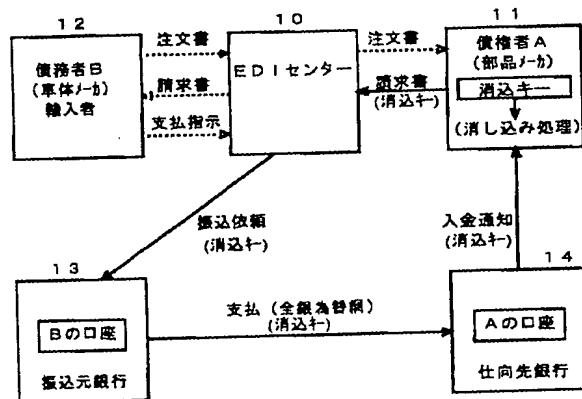 12
10
11
債務者B
(車体メーカ)
輸入者
注文書
請求書
支払指示
EDIセンター
注文書
請求書
(消込キー)
債権者A
(部品メーカ)
消込キー
(消し込み処理)
振込依頼
(消込キー)
入金通知
(消込キー)
13
14
Bの口座
振込元銀行
支払(全銀為替網)
(消込キー)
Aの口座
仕向先銀行